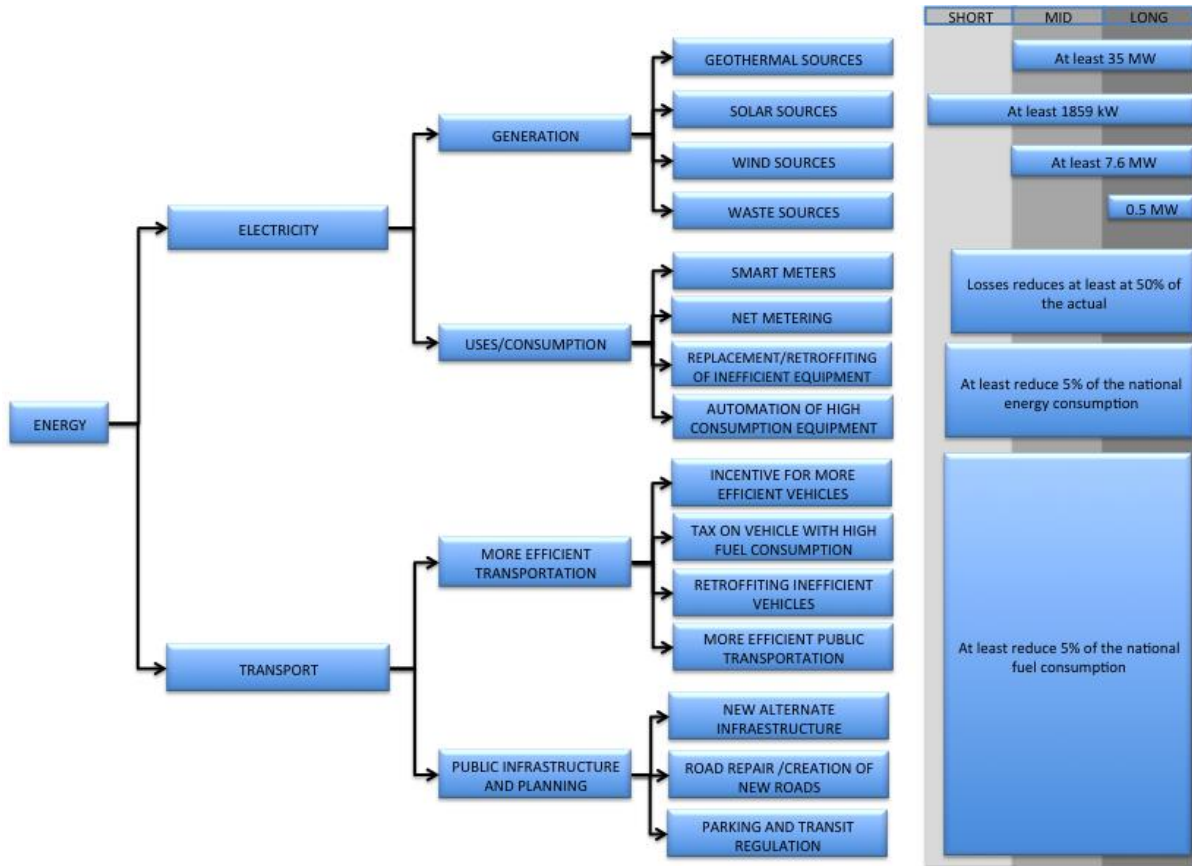 SHORT MID LONG
GEOTHERMAL SOURCES
At least 35 MW
SOLAR SOURCES
At least 1859 kW
GENERATION
WIND SOURCES
At least 7.6 MW
WASTE SOURCES
0.5 MW
ELECTRICITY
SMART METERS
Losses reduces at least at 50% of
the actual
NET METERING
USES/CONSUMPTION
REPLACEMENT/RETROFFITING
OF INEFFICIENT EQUIPMENT
At least reduce 5% of the national
energy consumption
AUTOMATION OF HIGH
CONSUMPTION EQUIPMENT
ENERGY
INCENTIVE FOR MORE
EFFICIENT VEHICLES
TAX ON VEHICLE WITH HIGH
FUEL CONSUMPTION
MORE EFFICIENT
TRANSPORTATION
RETROFFITING INEFFICIENT
VEHICLES
MORE EFFICIENT PUBLIC
TRANSPORTATION
At least reduce 5% of the national
fuel consumption
TRANSPORT
NEW ALTERNATE
INFRAESTRUCTURE
PUBLIC INFRASTRUCTURE
AND PLANNING
ROAD REPAIR /CREATION OF
NEW ROADS
PARKING AND TRANSIT
REGULATION